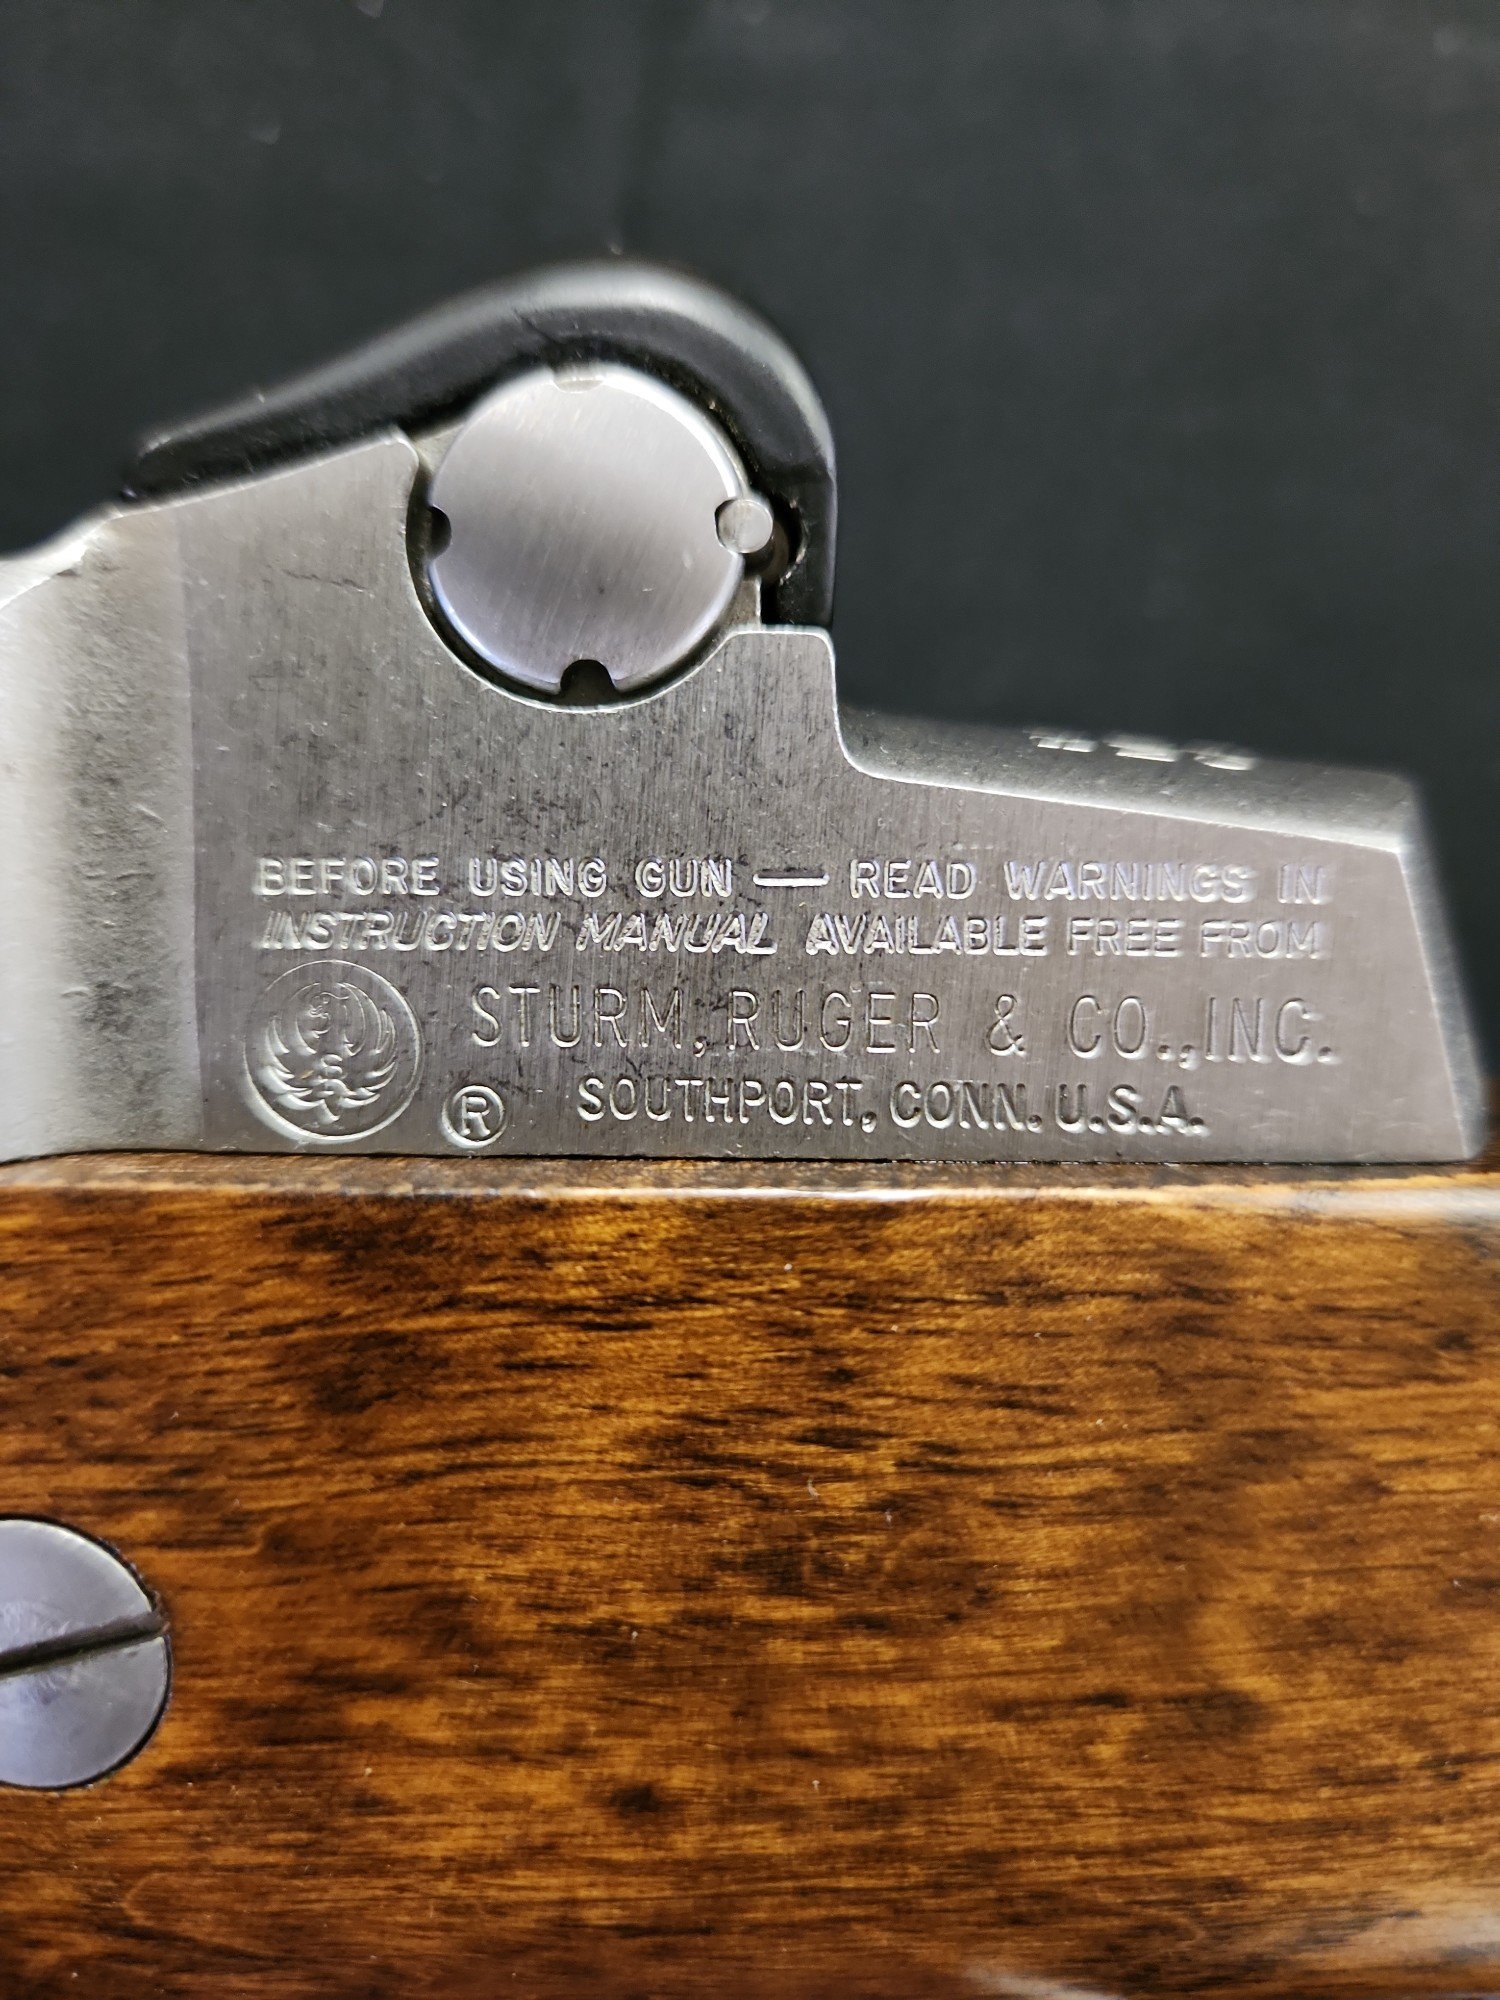 BEFORE USING GUN — READ WARNINGS IN
INSTRUCTION MANUAL AVAILABLE FREE FROM
STURM, RUGER & CO., INC.
® SOUTHPORT, CONN. U.S.A.